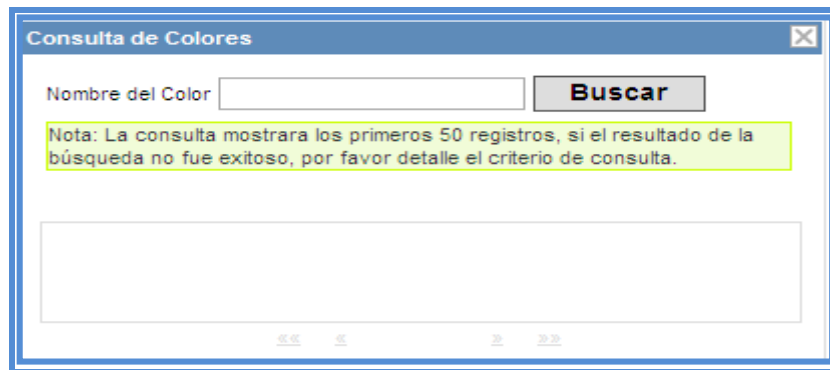 Consulta de Colores
Nombre del Color Buscar
Nota: La consulta mostrara los primeros 50 registros, si el resultado de la
búsqueda no fue exitoso, por favor detalle el criterio de consulta.
«« « » »»